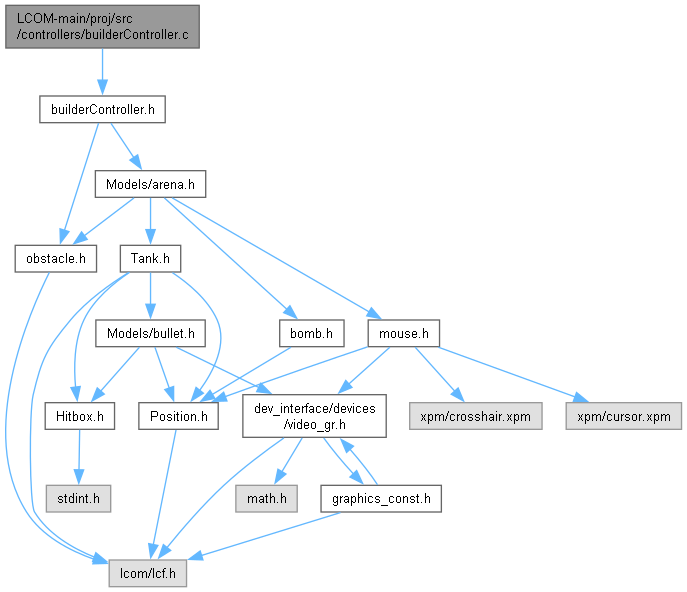 LCOM-main/proj/src
/controllers/builderController.c
builderController.h
Models/arena.h
obstacle.h
Tank.h
Models/bullet.h
bomb.h
mouse.h
Hitbox.h
Position.h
dev_interface/devices
/video_gr.h
xpm/crosshair.xpm
xpm/cursor.xpm
stdint.h
math.h
graphics_const.h
lcom/lcf.h